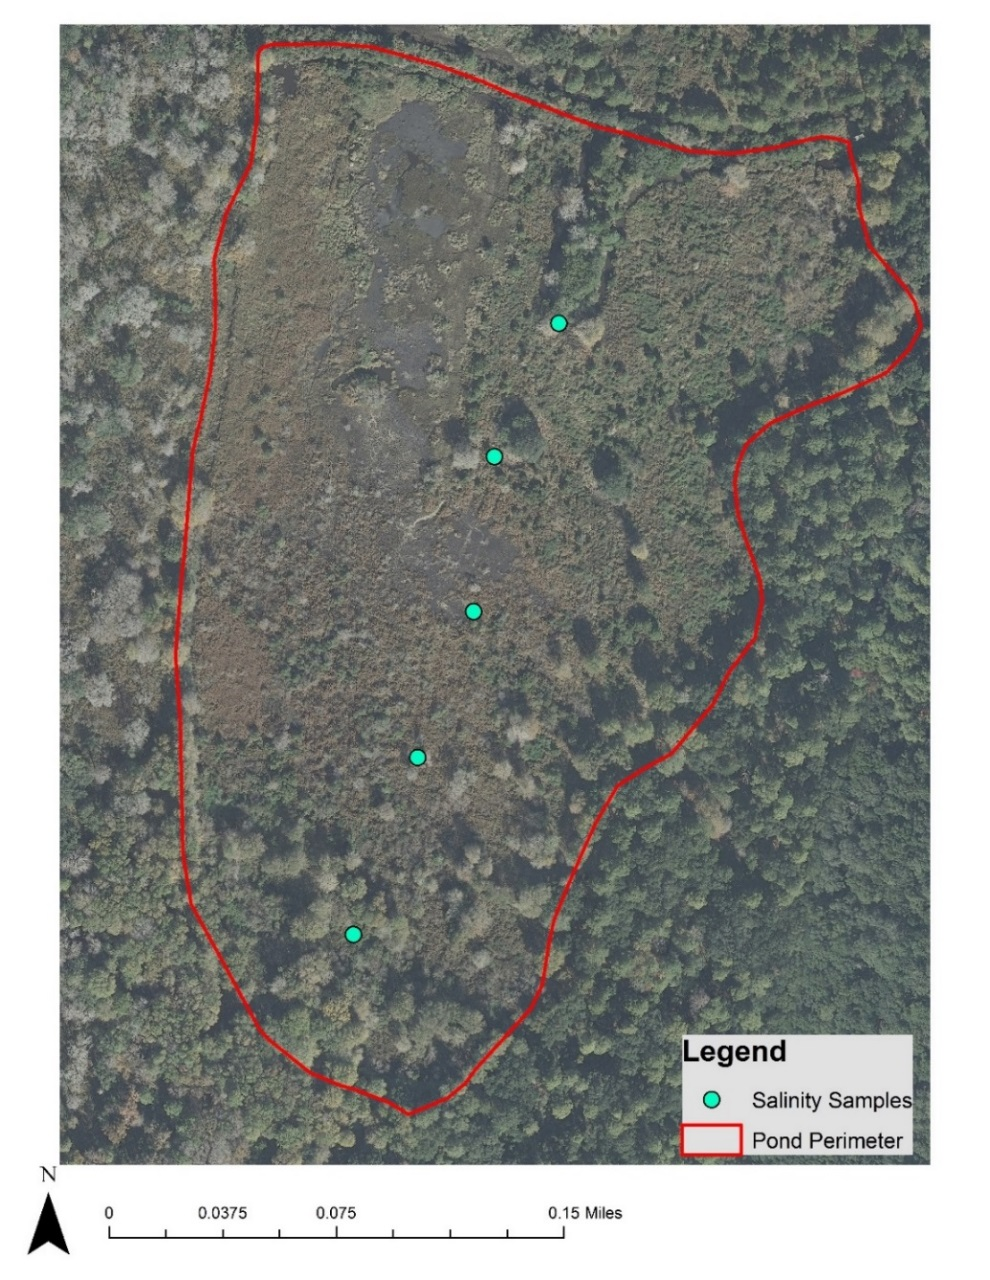 Legend
Salinity Samples
Pond Perimeter
N
0 0.0375 0.075 0.15 Miles